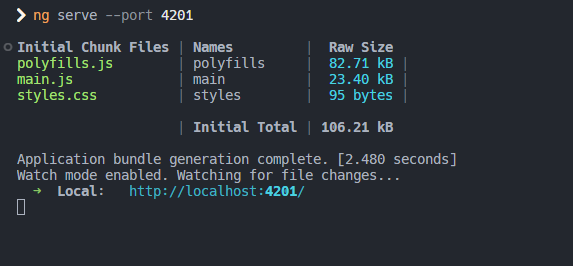 ❯ ng serve --port 4201
Initial Chunk Files | Names | Raw Size
polyfills.js | polyfills | 82.71 kB |
main.js | main | 23.40 kB |
styles.css | styles | 95 bytes |
| Initial Total | 106.21 kB
Application bundle generation complete. [2.480 seconds]
Watch mode enabled. Watching for file changes...
➜ Local: http://localhost:4201/